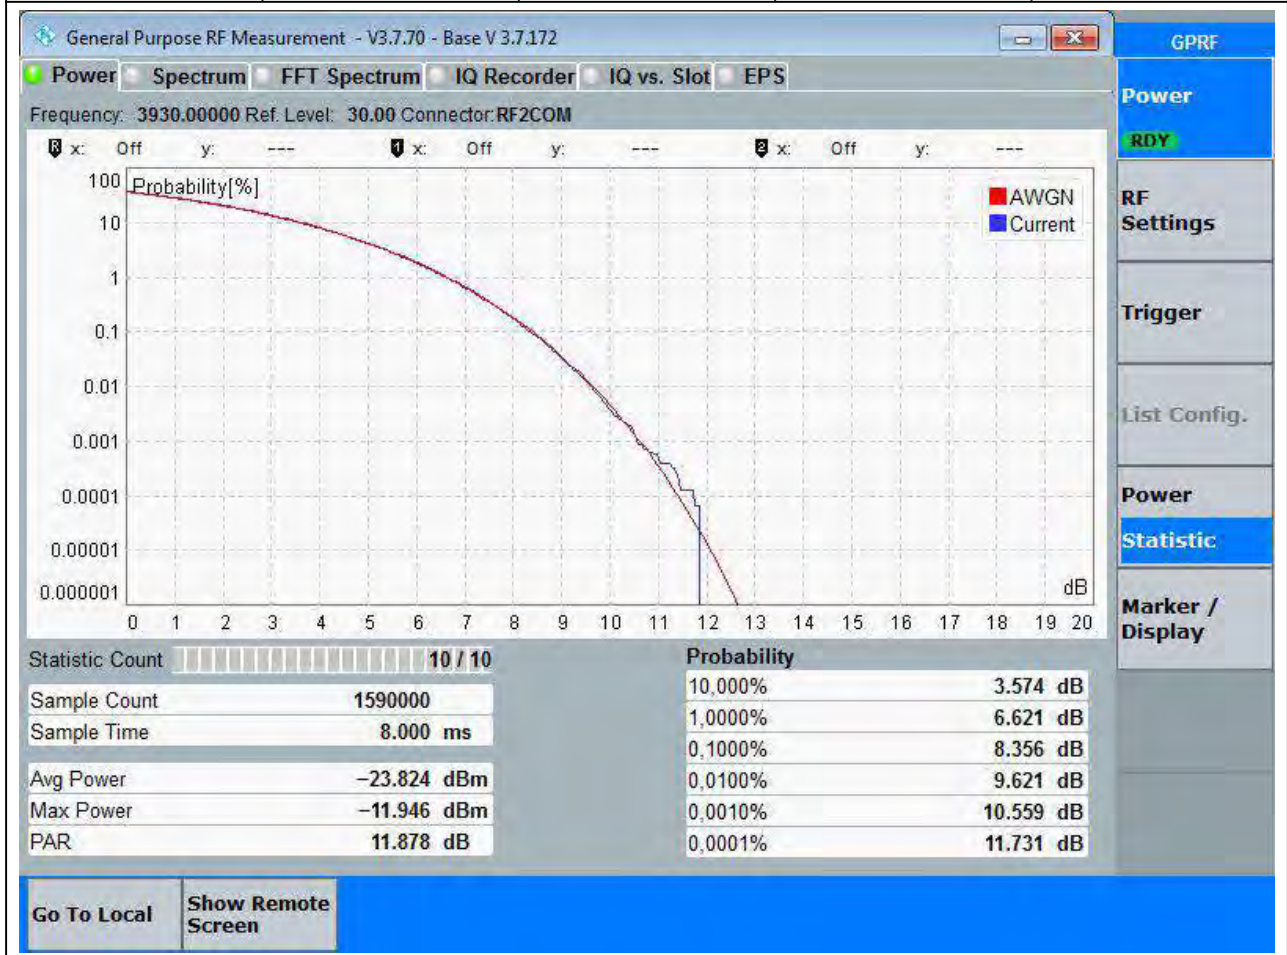 General Purpose RF Measurement - V3.7.70 - Base V 3.7.172
GPRF
Power Spectrum FFT Spectrum IQ Recorder IQ vs. Slot EPS
Frequency: 3930.00000 Ref. Level: 30.00 Connector:RF2COM
R x: Off y: --- 1 x: Off y: --- 2 x: Off y: ---
Probability[%]
AWGN
Current
100
10
1
0.1
0.01
0.001
0.0001
0.00001
0.000001
dB
0 1 2 3 4 5 6 7 8 9 10 11 12 13 14 15 16 17 18 19 20
Statistic Count 10 / 10
Sample Count 1590000
Sample Time 8.000 ms
Avg Power −23.824 dBm
Max Power −11.946 dBm
PAR 11.878 dB
Probability
10,000% 3.574 dB
1,0000% 6.621 dB
0,1000% 8.356 dB
0,0100% 9.621 dB
0,0010% 10.559 dB
0,0001% 11.731 dB
Power
RDY
RF
Settings
Trigger
List Config.
Power
Statistic
Marker /
Display
Go To Local
Show Remote
Screen